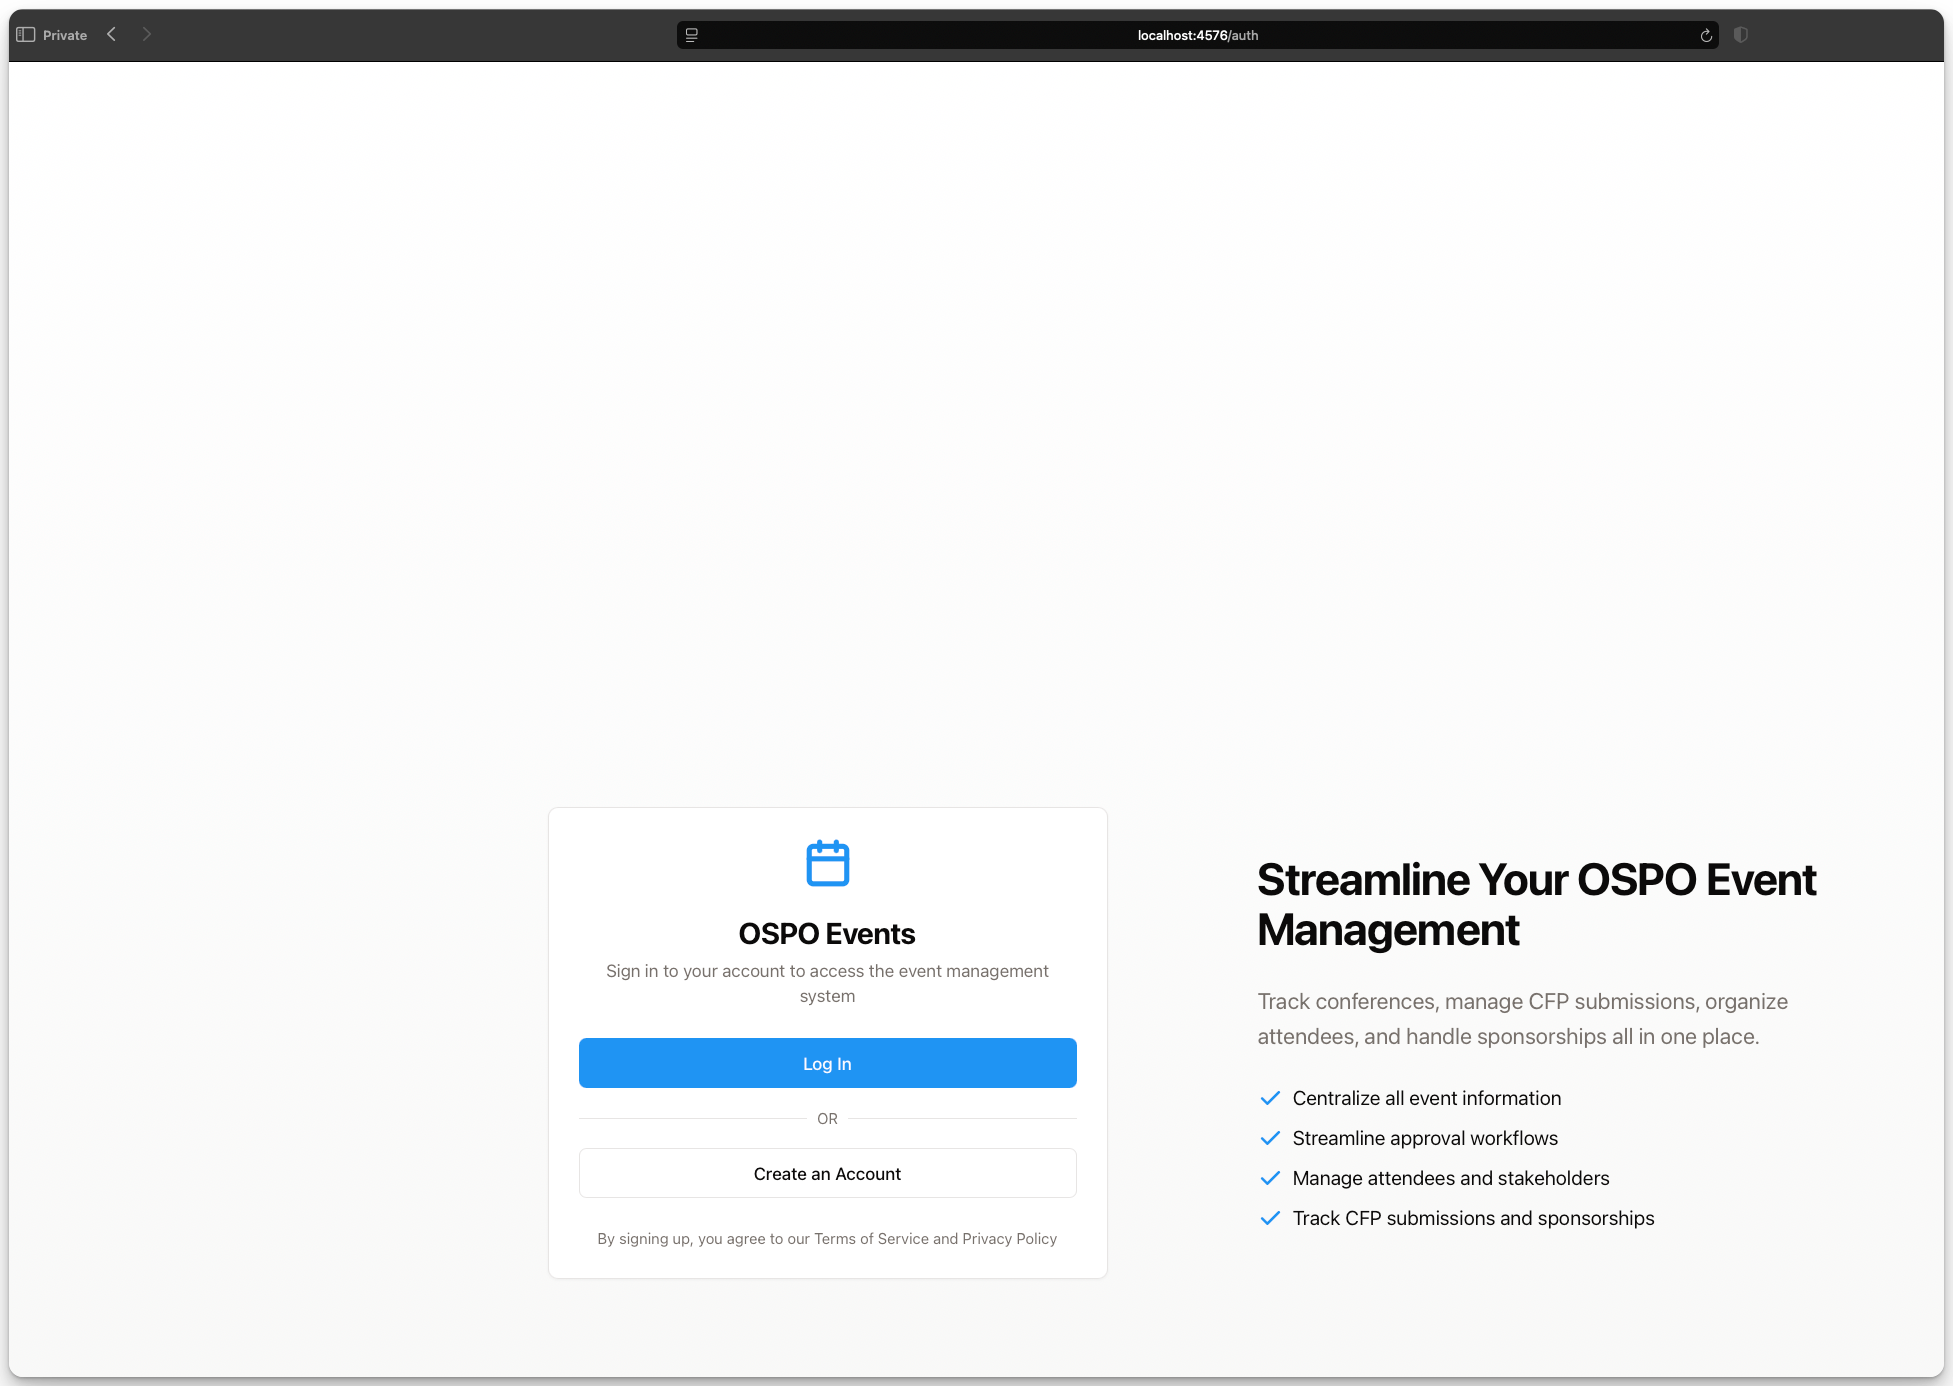 Private
localhost:4576/auth
OSPO Events
Sign in to your account to access the event management
system
Log In
OR
Create an Account
By signing up, you agree to our Terms of Service and Privacy Policy
Streamline Your OSPO Event
Management
Track conferences, manage CFP submissions, organize
attendees, and handle sponsorships all in one place.
Centralize all event information
Streamline approval workflows
Manage attendees and stakeholders
Track CFP submissions and sponsorships